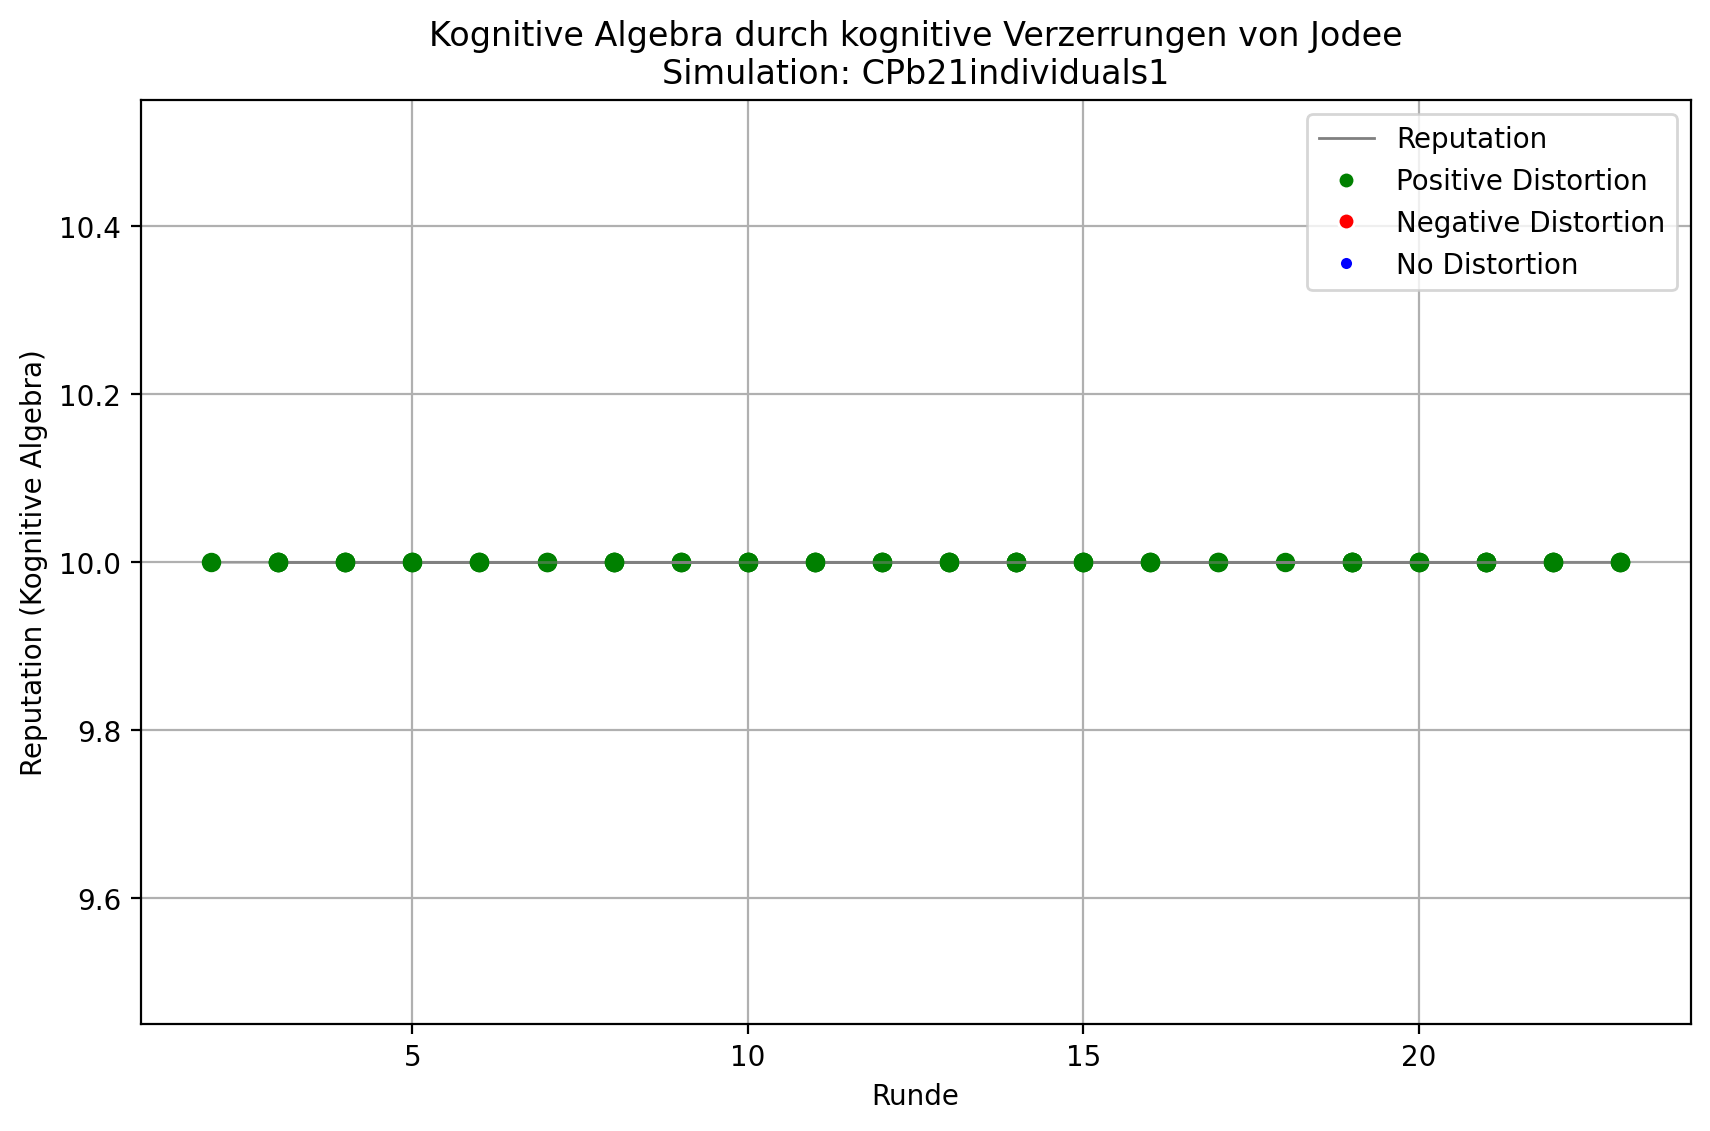 Kognitive Algebra durch kognitive Verzerrungen von Jodee
Simulation: CPb21individuals1
Reputation
Positive Distortion
Negative Distortion
No Distortion
Reputation (Kognitive Algebra)
10.4
10.2
10.0
9.8
9.6
5 10 15 20
Runde